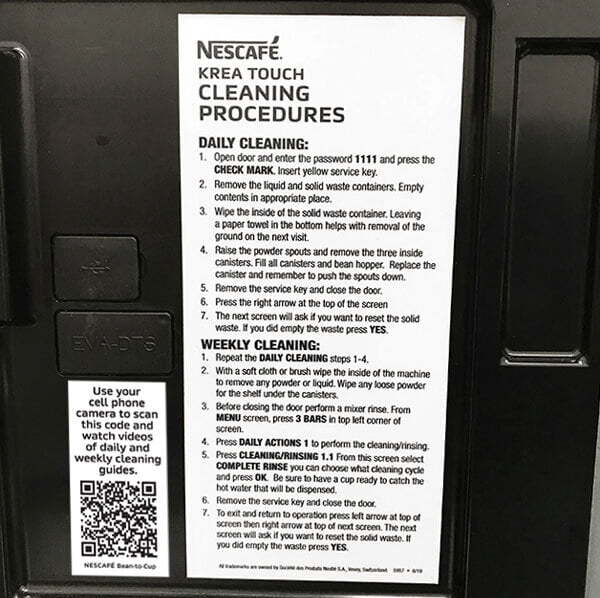 NESCAFÉ.
KREA TOUCH
CLEANING
PROCEDURES
DAILY CLEANING:
1. Open door and enter the password 1111 and press the
CHECK MARK. Insert yellow service key.
2. Remove the liquid and solid waste containers. Empty
contents in appropriate place.
3. Wipe the inside of the solid waste container. Leaving
a paper towel in the bottom helps with removal of the
ground on the next visit.
4. Raise the powder spouts and remove the three inside
canisters. Fill all canisters and bean hopper. Replace the
canister and remember to push the spouts down.
5. Remove the service key and close the door.
6. Press the right arrow at the top of the screen
7. The next screen will ask if you want to reset the solid
waste. If you did empty the waste press YES.
WEEKLY CLEANING:
1. Repeat the DAILY CLEANING steps 1-4.
2. With a soft cloth or brush wipe the inside of the machine
to remove any powder or liquid. Wipe any loose powder
for the shelf under the canisters.
3. Before closing the door perform a mixer rinse. From
MENU screen, press 3 BARS in top left corner of
screen.
4. Press DAILY ACTIONS 1 to perform the cleaning/rinsing.
5. Press CLEANING/RINSING 1.1 From this screen select
COMPLETE RINSE you can choose what cleaning cycle
and press OK. Be sure to have a cup ready to catch the
hot water that will be dispensed.
6. Remove the service key and close the door.
7. To exit and return to operation press left arrow at top of
screen then right arrow at top of next screen. The next
screen will ask if you want to reset the solid waste. If
you did empty the waste press YES.
All trademarks are owned by Société des Produits Nestlé S.A., Vevey, Switzerland
EVA-DTS
Use your
cell phone
camera to scan
this code and
watch videos
of daily and
weekly cleaning
guides.
NESCAFÉ Bean-to-Cup